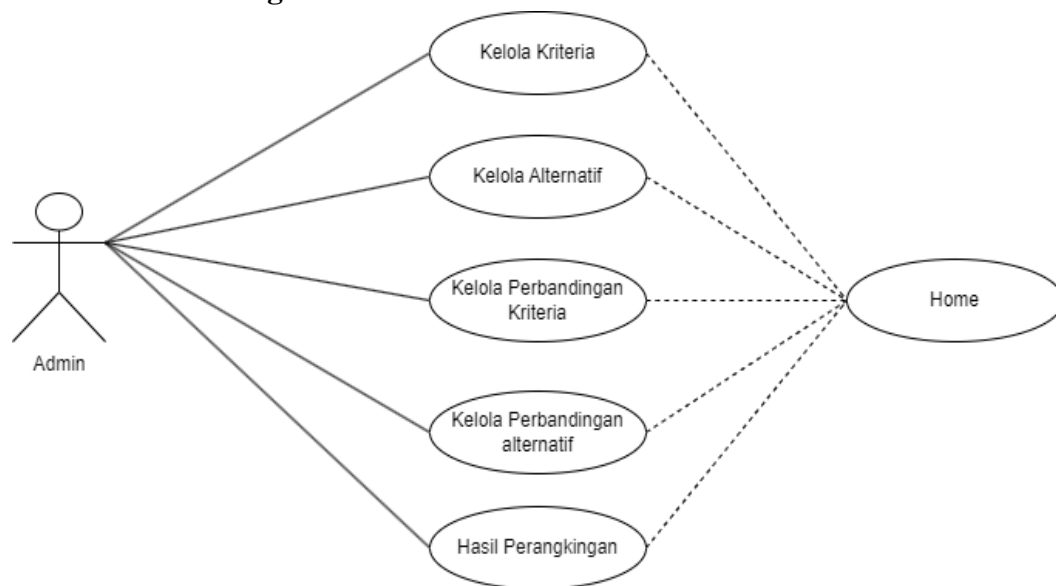 Kelola Kriteria
Kelola Alternatif
Kelola Perbandingan
Kriteria
Home
Admin
Kelola Perbandingan
alternatif
Hasil Perangkingan